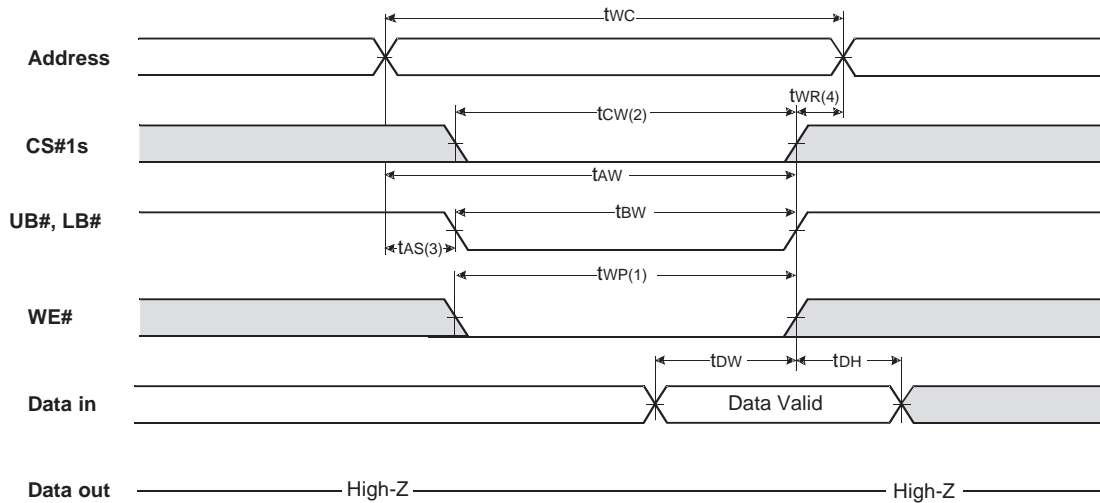 tWC
Address
tWR(4)
tCW(2)
CS#1s
tAW
UB#, LB#
tBW
tAS(3)
tWP(1)
WE#
tDW
tDH
Data in
Data Valid
Data out
High-Z
High-Z